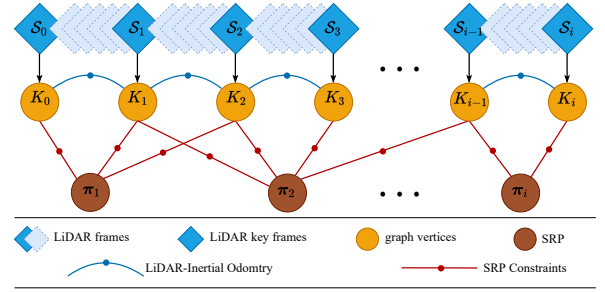 S₀ S₁ S₂ S₃ Sᵢ₋₁ Sᵢ
. . .
K₀ K₁ K₂ K₃ Kᵢ₋₁ Kᵢ
π₁ π₂ . . . πᵢ
LiDAR frames LiDAR key frames graph vertices SRP
LiDAR-Inertial Odomtry SRP Constraints